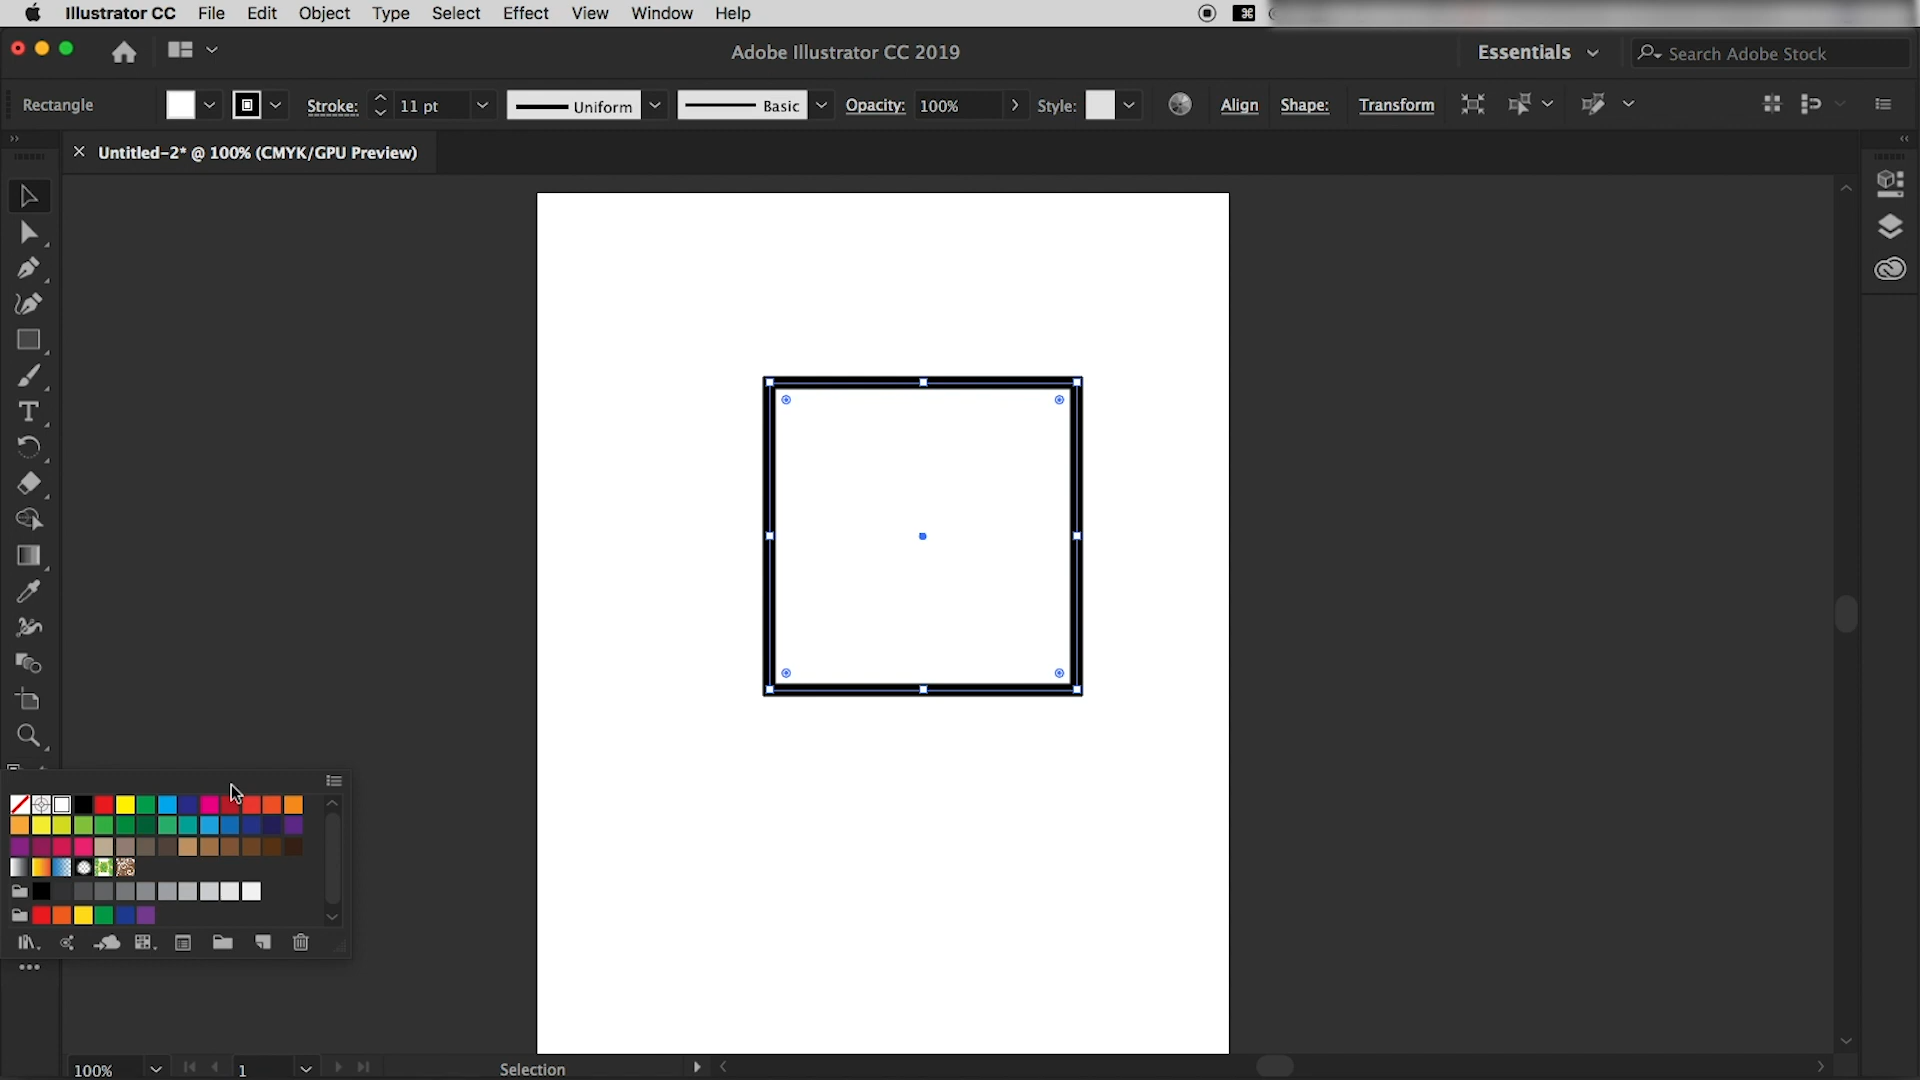 Illustrator CC File Edit Object Type Select Effect View Window Help
Adobe Illustrator CC 2019
Essentials
Search Adobe Stock
Rectangle
Stroke: 11 pt
Uniform
Basic
Opacity: 100%
Style:
Align
Shape:
Transform
× Untitled-2* @ 100% (CMYK/GPU Preview)
100%
1
Selection